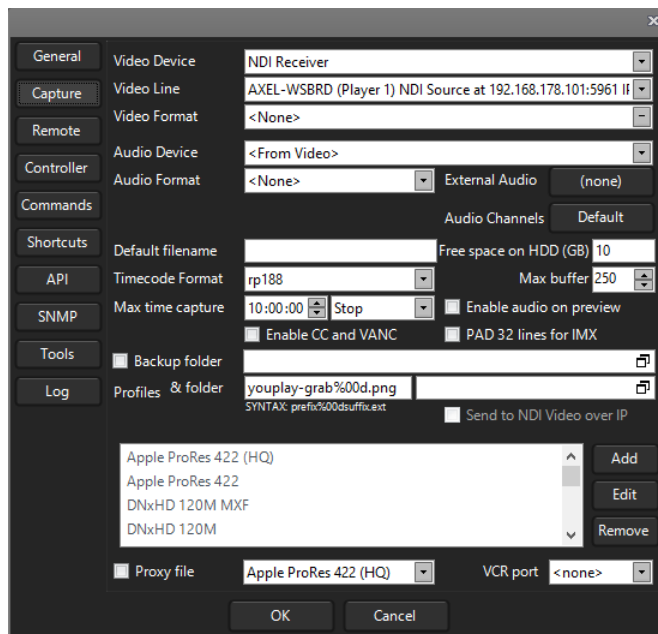 General
Capture
Remote
Controller
Commands
Shortcuts
API
SNMP
Tools
Log
Video Device NDI Receiver
Video Line AXEL-WSBRD (Player 1) NDI Source at 192.168.178.101:5961 II
Video Format <None>
Audio Device <From Video>
Audio Format <None> External Audio (none)
Audio Channels Default
Default filename Free space on HDD (GB) 10
Timecode Format rp188 Max buffer 250
Max time capture 10:00:00 Stop Enable audio on preview
Enable CC and VANC PAD 32 lines for IMX
Backup folder
Profiles & folder youplay-grab%00d.png
SYNTAX: prefix%00dsuffix.ext
Send to NDI Video over IP
Apple ProRes 422 (HQ)
Apple ProRes 422
DNxHD 120M MXF
DNxHD 120M
Add
Edit
Remove
Proxy file Apple ProRes 422 (HQ) VCR port <none>
OK Cancel